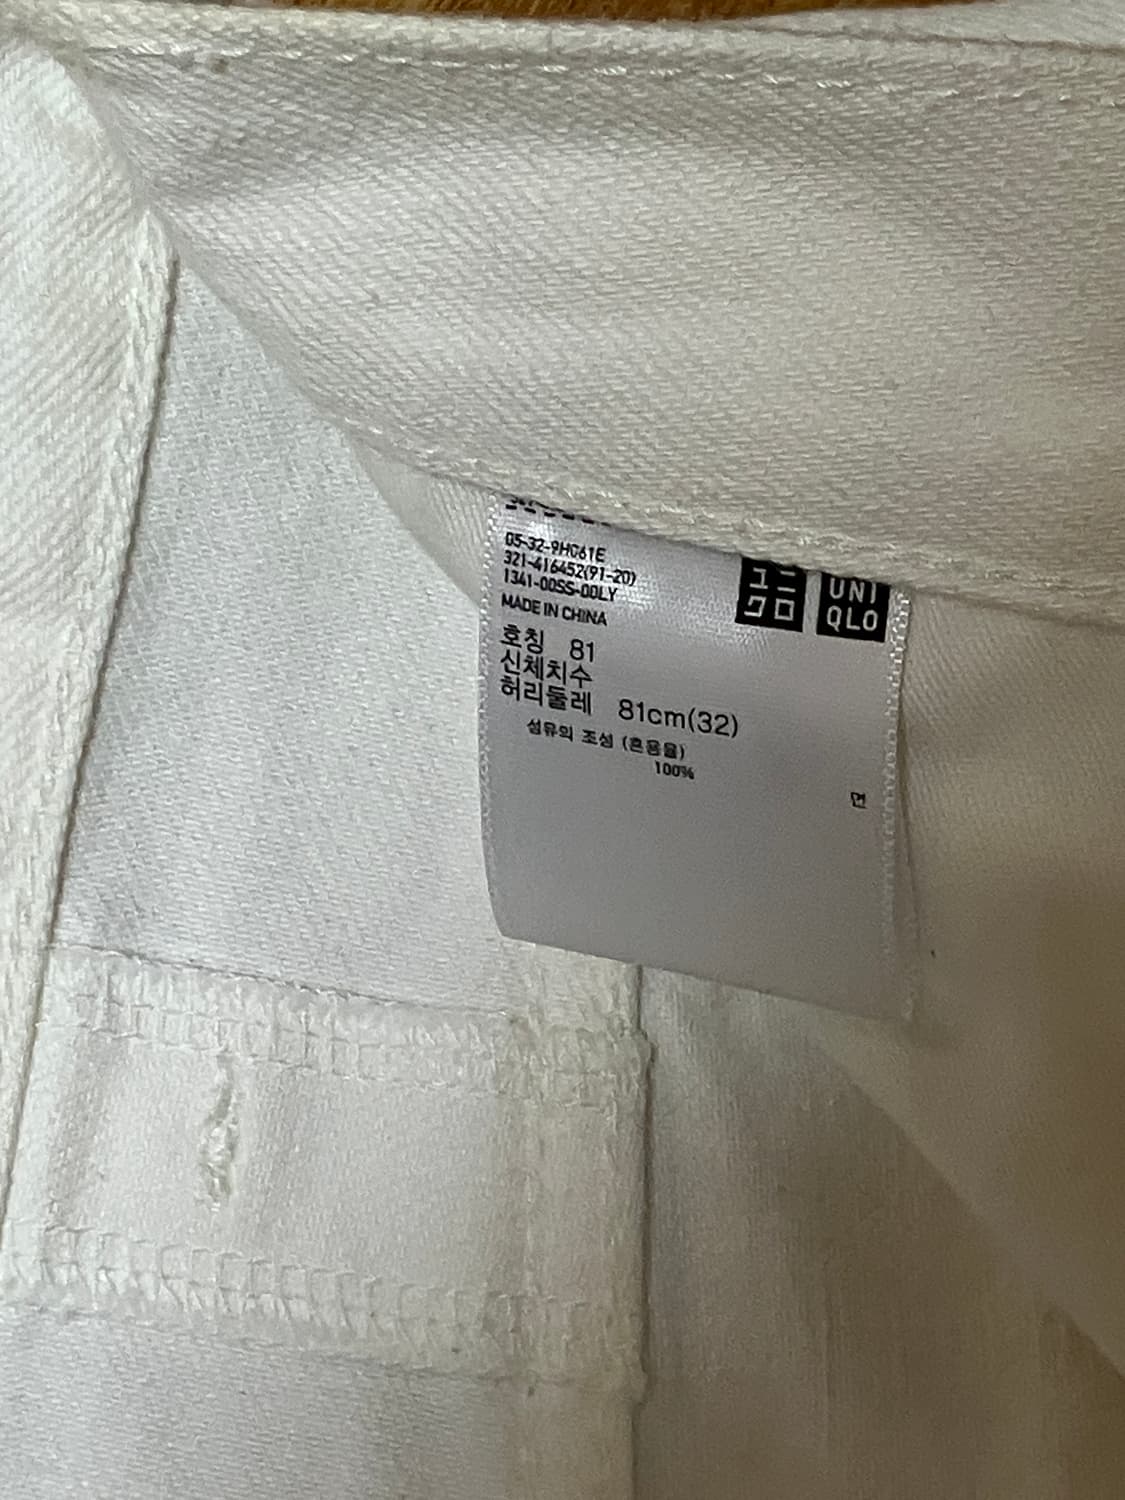 05-32-9H061E
321-416452(91-20)
1341-00SS-00LY
MADE IN CHINA
ユニ
クロ
UNI
QLO
호칭 81
신체치수
허리둘레 81cm(32)
섬유의 조성 (혼용율)
100%
면